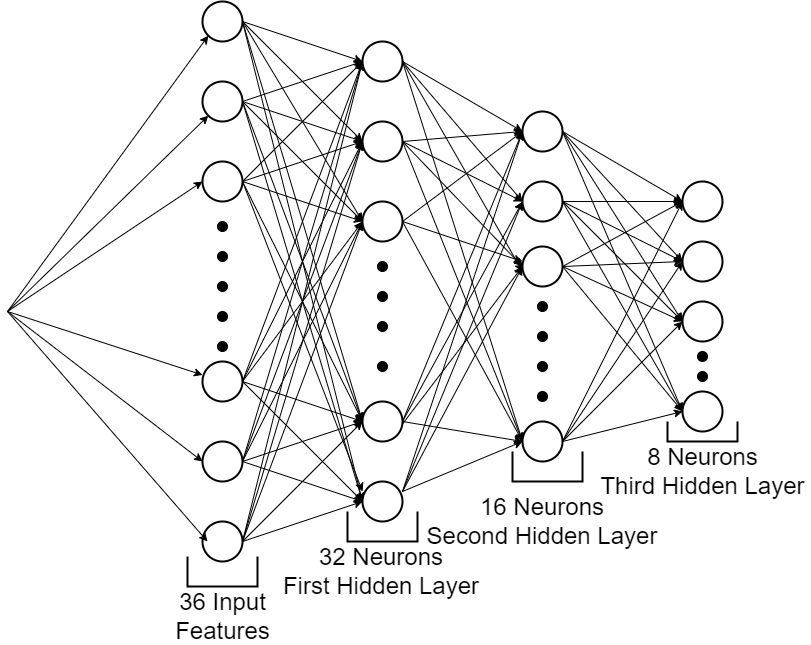 36 Input
Features
32 Neurons
First Hidden Layer
16 Neurons
Second Hidden Layer
8 Neurons
Third Hidden Layer